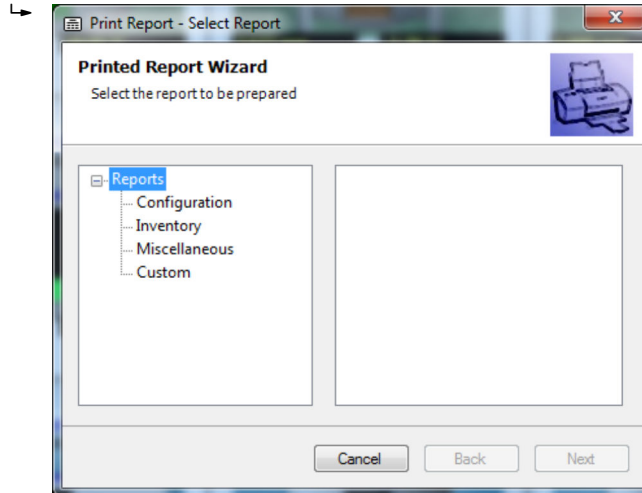 Print Report - Select Report
Printed Report Wizard
Select the report to be prepared
Reports
Configuration
Inventory
Miscellaneous
Custom
Cancel
Back
Next